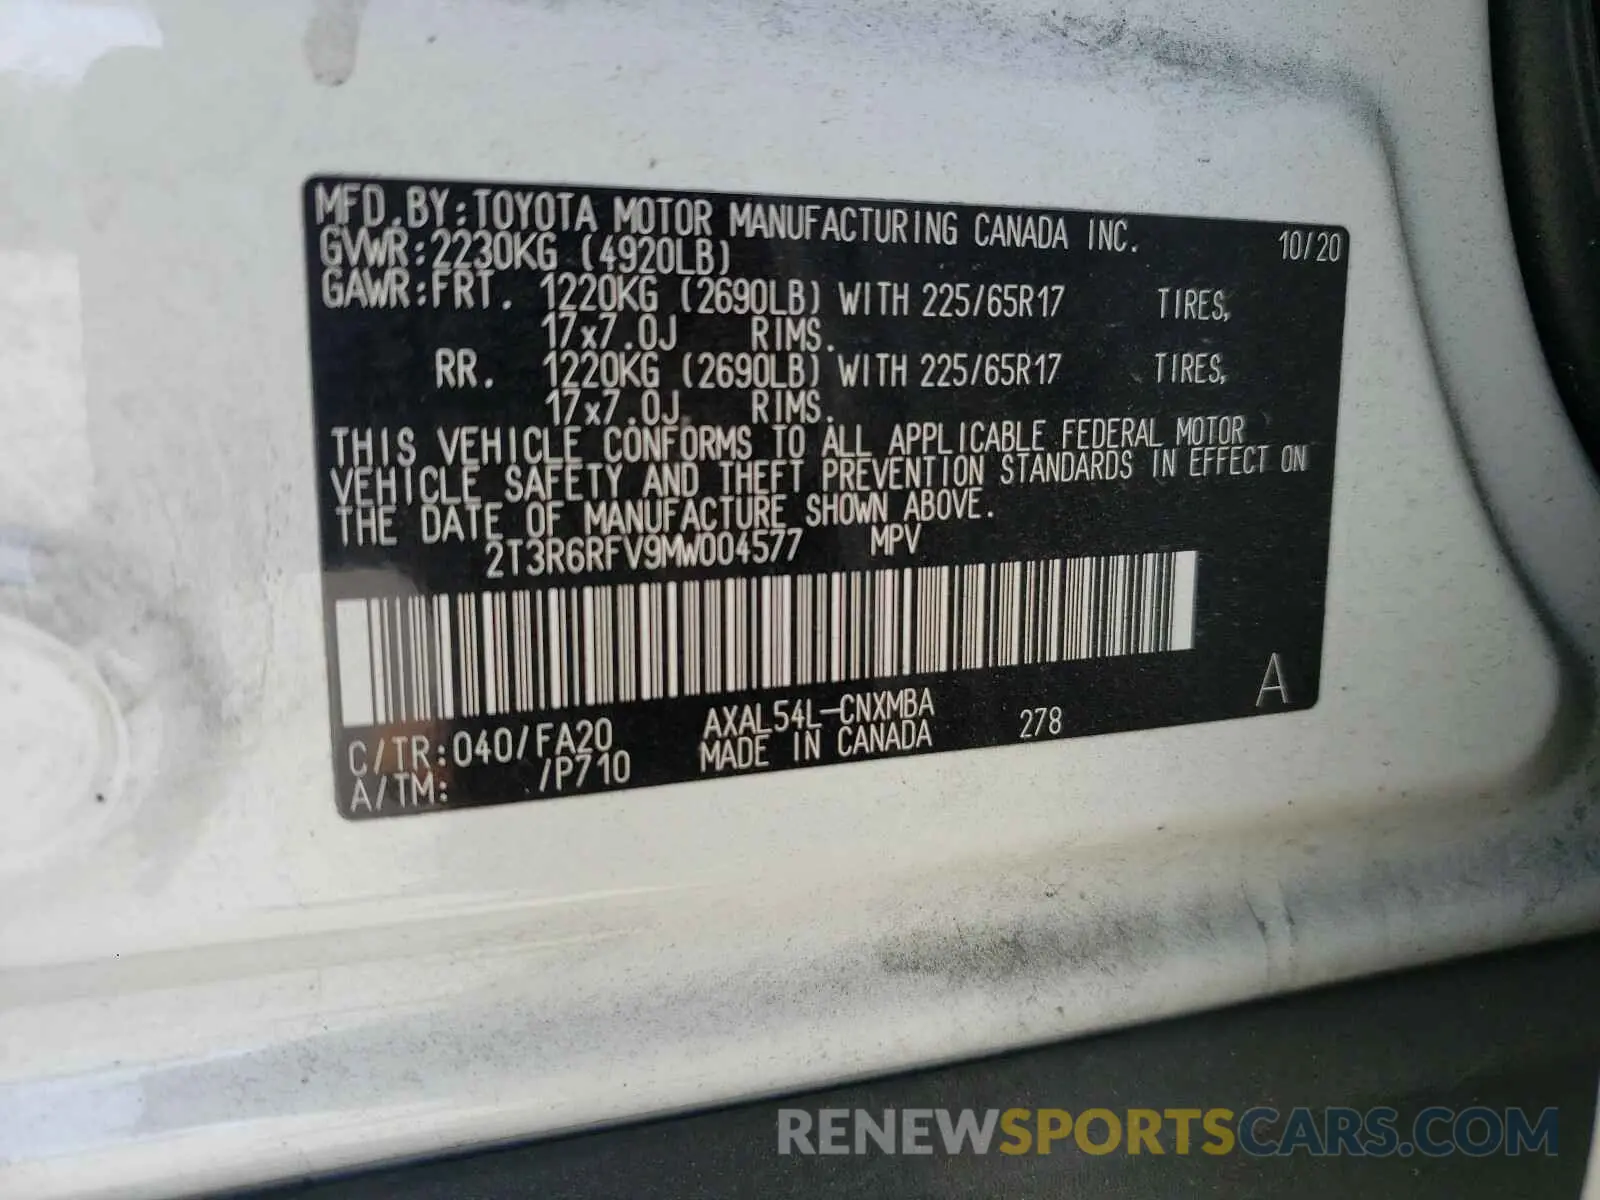 MFD.BY:TOYOTA MOTOR MANUFACTURING CANADA INC. 10/20
GVWR:2230KG (4920LB)
GAWR:FRT. 1220KG (2690LB) WITH 225/65R17 TIRES,
17x7.0J RIMS.
RR. 1220KG (2690LB) WITH 225/65R17 TIRES,
17x7.0J RIMS.
THIS VEHICLE CONFORMS TO ALL APPLICABLE FEDERAL MOTOR
VEHICLE SAFETY AND THEFT PREVENTION STANDARDS IN EFFECT ON
THE DATE OF MANUFACTURE SHOWN ABOVE.
2T3R6RFV9MW004577 MPV
A
C/TR:040/FA20 AXAL54L-CNXMBA 278
A/TM: /P710 MADE IN CANADA
RENEWSPORTSCARS.COM